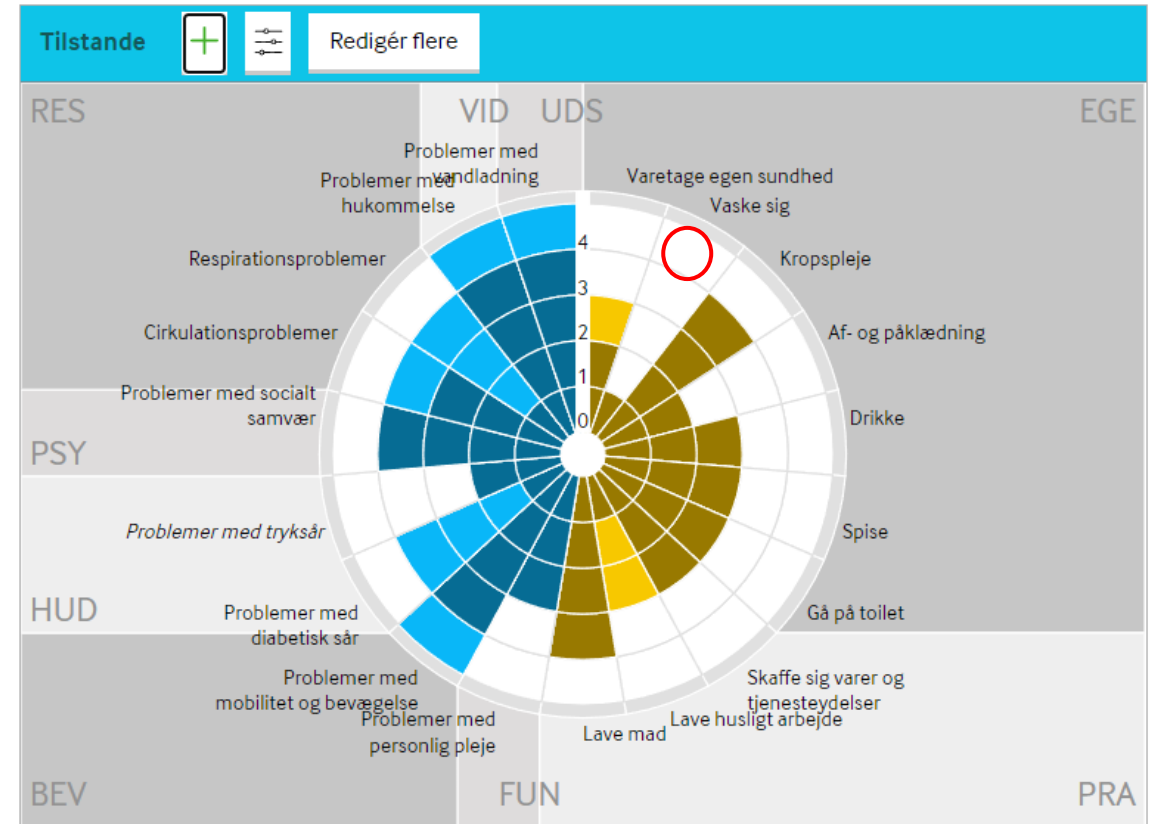 Tilstande
Redigér flere
RES
VID
UDS
EGE
Problemer med
vandladning
Problemer med
hukommelse
Varetage egen sundhed
Vaske sig
Respirationsproblemer
Kropspleje
Cirkulationsproblemer
Af- og påklædning
Problemer med socialt
samvær
Drikke
PSY
4
3
2
1
0
Problemer med tryksår
Spise
HUD
Problemer med
diabetisk sår
Gå på toilet
Problemer med
mobilitet og bevægelse
Skaffe sig varer og
tjenesteydelser
Problemer med
personlig pleje
Lave mad
Lave husligt arbejde
BEV
FUN
PRA